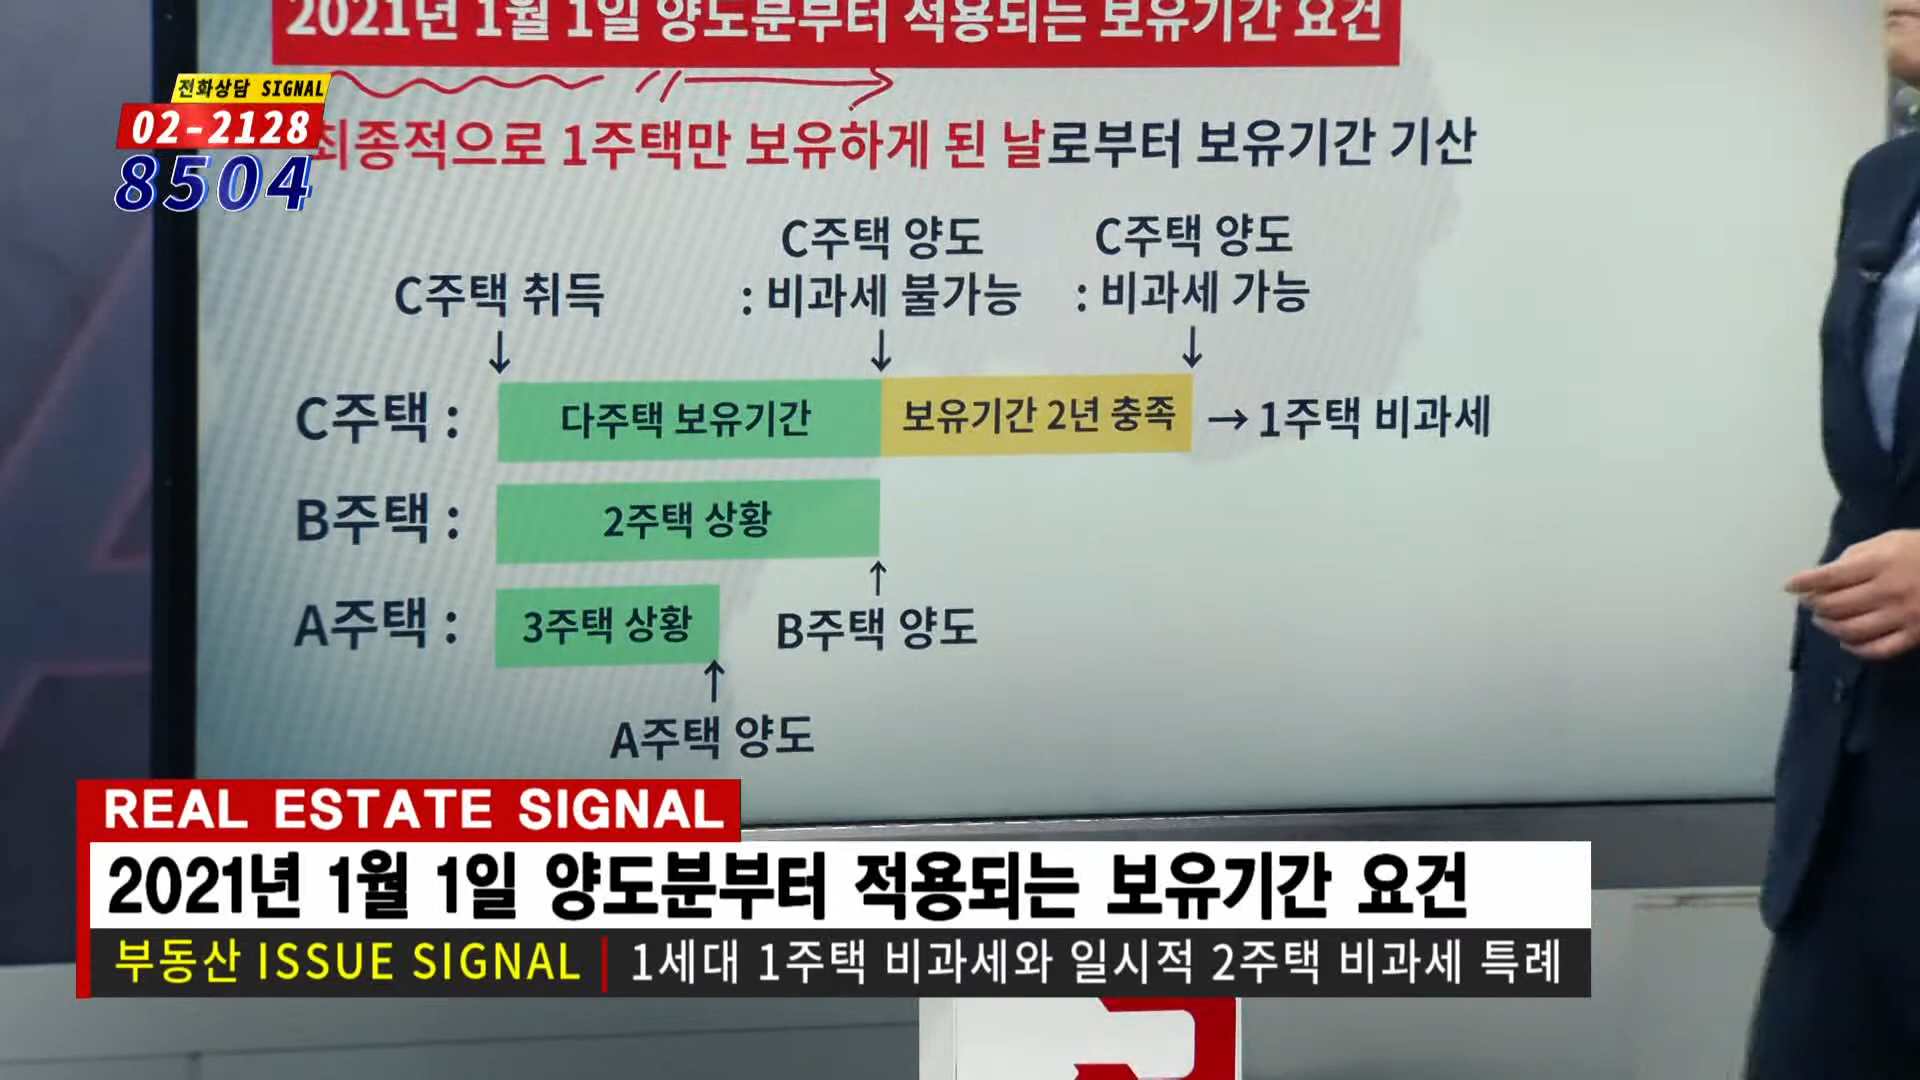 2021년 1월 1일 양도분부터 적용되는 보유기간 요건
전화상담 SIGNAL
02-2128
8504
최종적으로 1주택만 보유하게 된 날로부터 보유기간 기산
C주택 취득
C주택 양도
: 비과세 불가능
C주택 양도
: 비과세 가능
C주택 :
다주택 보유기간
보유기간 2년 충족
→ 1주택 비과세
B주택 :
2주택 상황
B주택 양도
A주택 :
3주택 상황
A주택 양도
REAL ESTATE SIGNAL
2021년 1월 1일 양도분부터 적용되는 보유기간 요건
부동산 ISSUE SIGNAL | 1세대 1주택 비과세와 일시적 2주택 비과세 특례